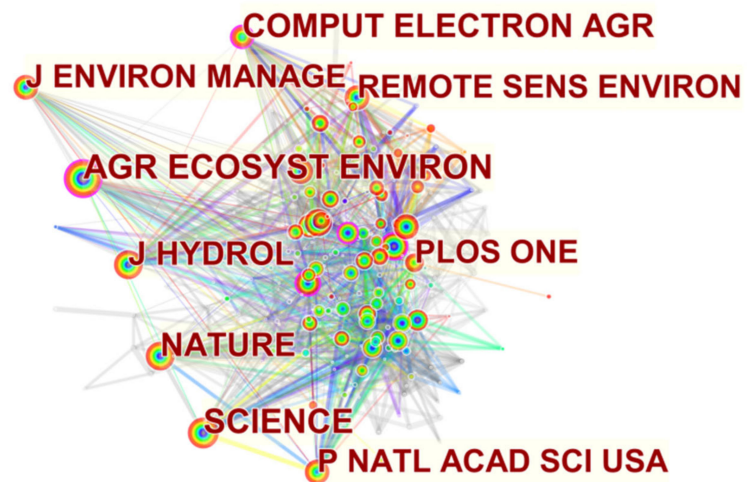 COMPUT ELECTRON AGR
J ENVIRON MANAGE
REMOTE SENS ENVIRON
AGR ECOSYST ENVIRON
J HYDROL
PLOS ONE
NATURE
SCIENCE
P NATL ACAD SCI USA